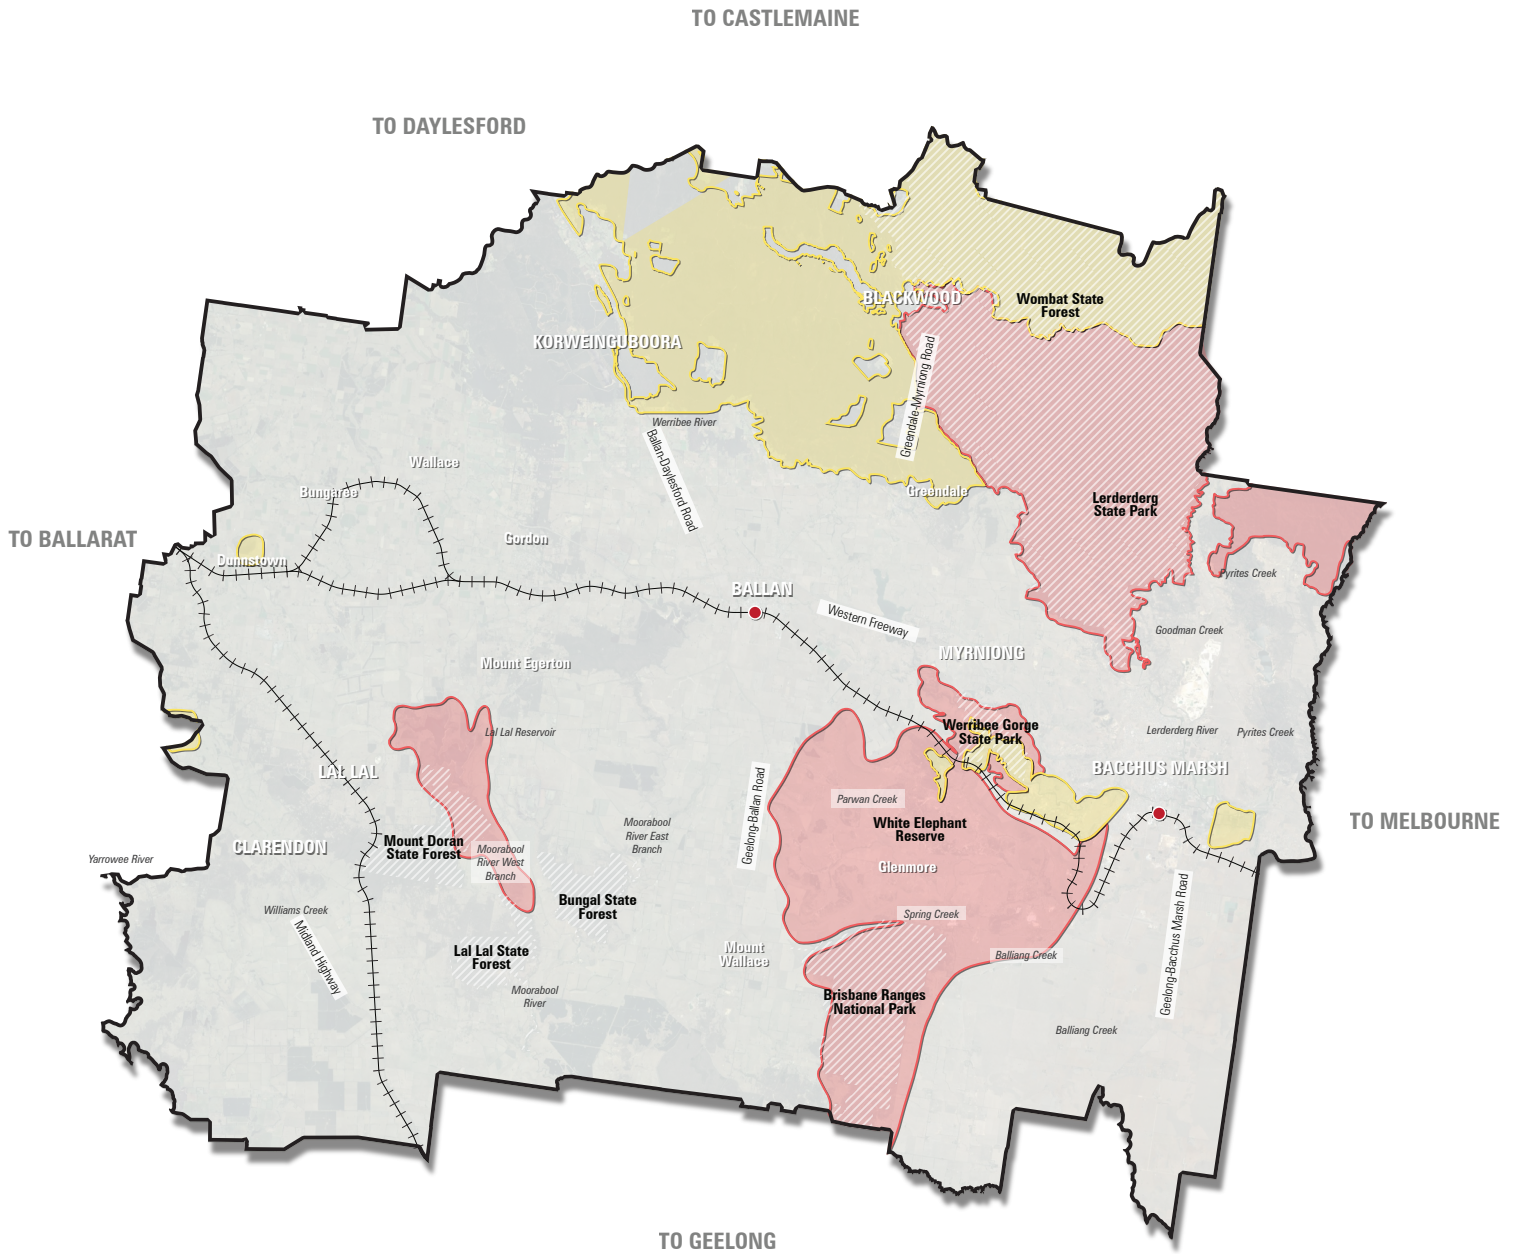 TO CASTLEMAINE
TO DAYLESFORD
BLACKWOOD
Wombat State
Forest
KORWEINGUBOORA
Greendale-Myrniong Road
Werribee River
Ballan-Daylesford Road
Wallace
Bungaree
Greendale
Lerderderg
State Park
TO BALLARAT
Gordon
Dunnstown
Pyrites Creek
BALLAN
Western Freeway
Goodman Creek
MYRNIONG
Mount Egerton
Lal Lal Reservoir
Werribee Gorge
State Park
Lerderderg River
Pyrites Creek
LAL LAL
BACCHUS MARSH
Geelong-Ballan Road
Parwan Creek
White Elephant
Reserve
TO MELBOURNE
Moorabool
River East
Branch
Mount Doran
State Forest
CLARENDON
Moorabool
River West
Branch
Yarrowee River
Glenmore
Bungal State
Forest
Williams Creek
Spring Creek
Geelong-Bacchus Marsh Road
Midland Highway
Lal Lal State
Forest
Mount
Wallace
Balliang Creek
Moorabool
River
Brisbane Ranges
National Park
Balliang Creek
TO GEELONG